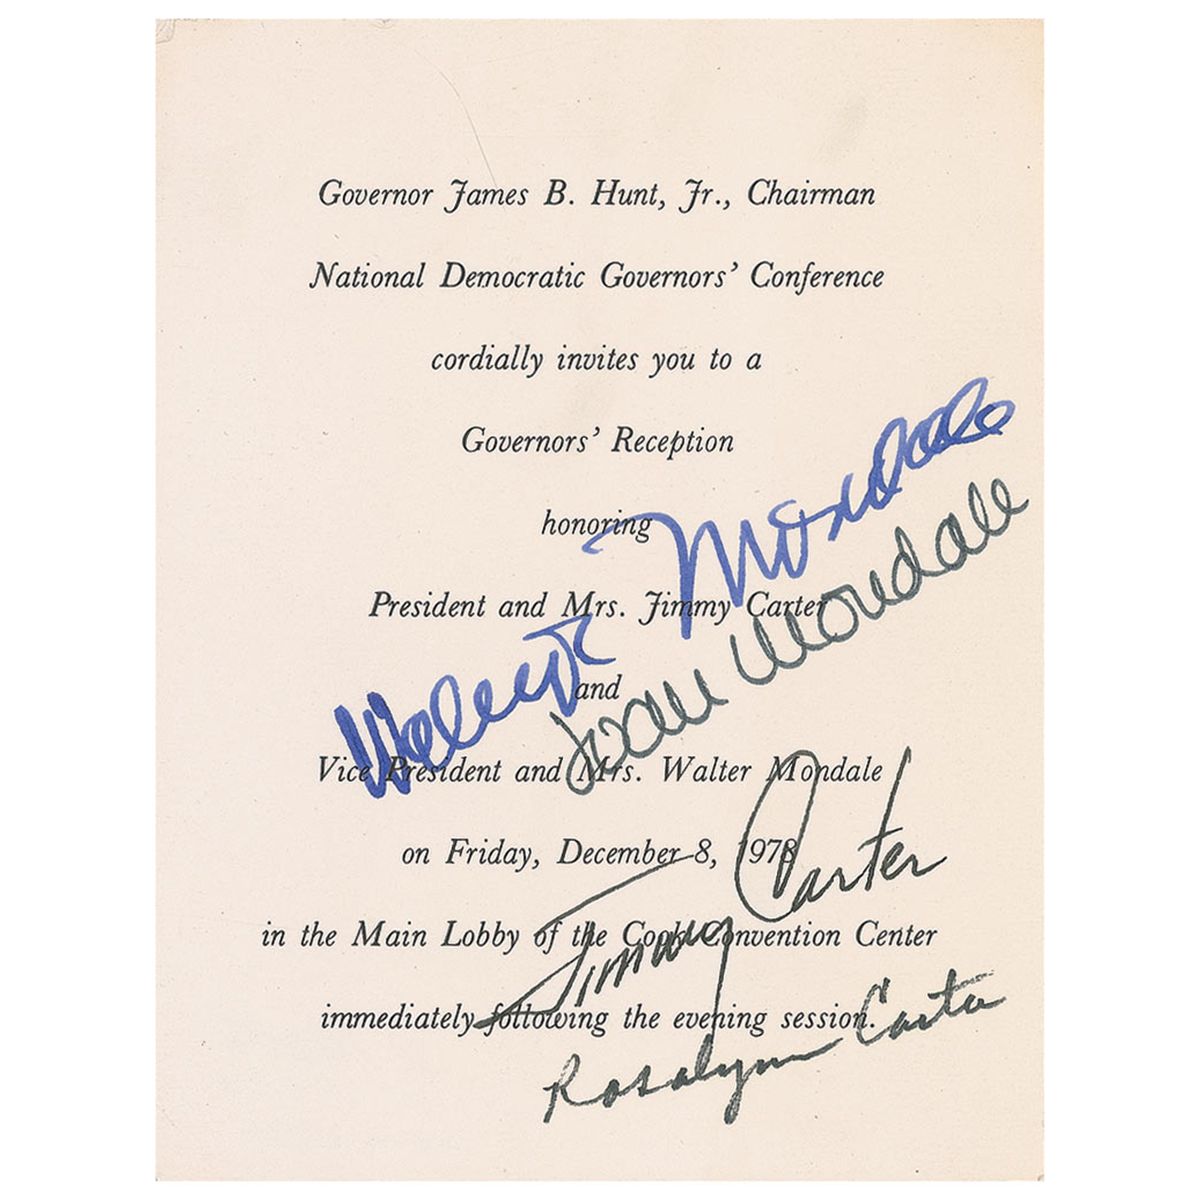 Governor James B. Hunt, Jr., Chairman
National Democratic Governors' Conference
cordially invites you to a
Governors' Reception
honoring
President and Mrs. Jimmy Carter
and
Vice President and Mrs. Walter Mondale
on Friday, December 8, 1978
in the Main Lobby of the Cook Convention Center
immediately following the evening session.
Walter Mondale
Joan Mondale
Jimmy Carter
Rosalynn Carter